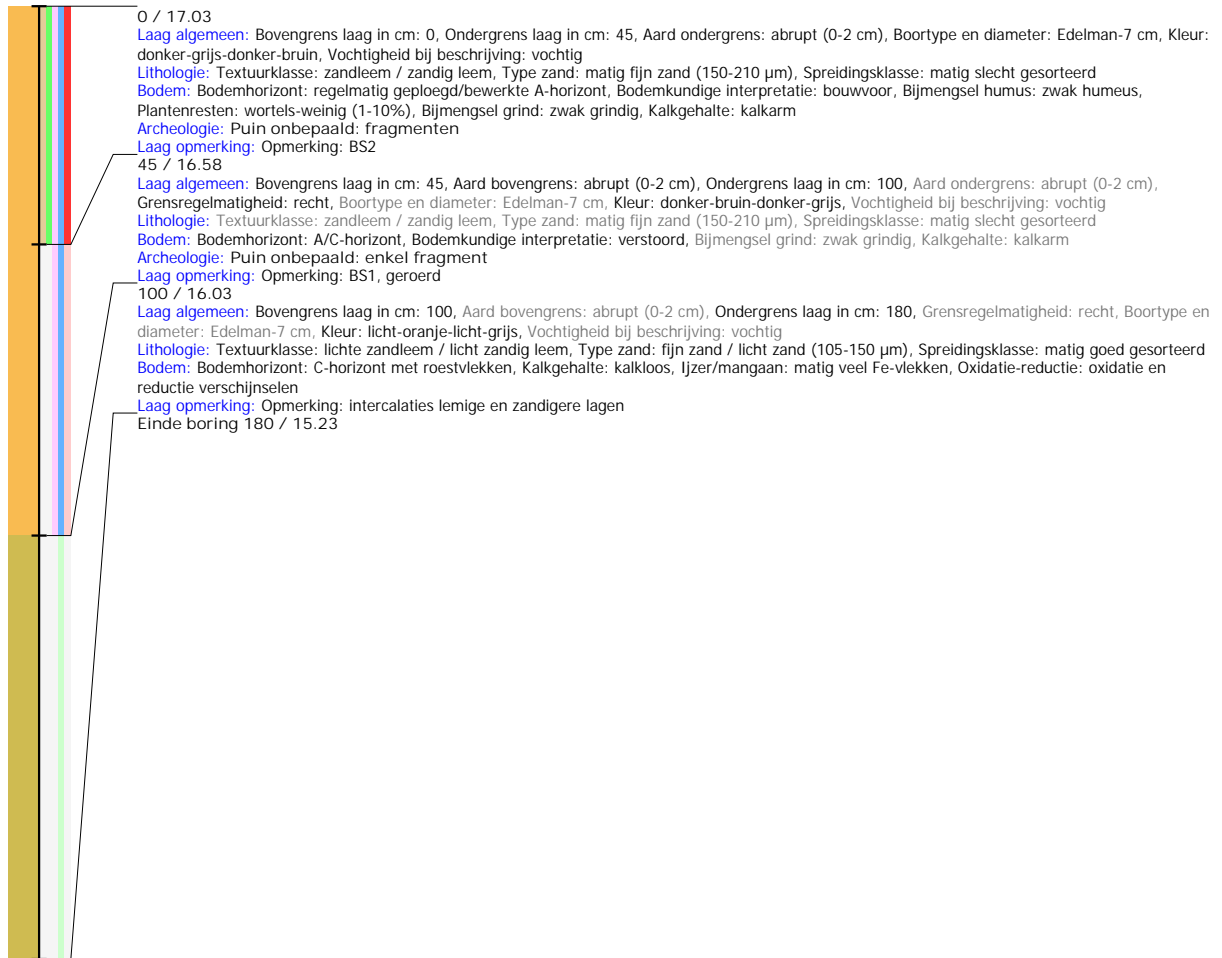 0 / 17.03
Laag algemeen: Bovengrens laag in cm: 0, Ondergrens laag in cm: 45, Aard ondergrens: abrupt (0-2 cm), Boortype en diameter: Edelman-7 cm, Kleur:
donker-grijs-donker-bruin, Vochtigheid bij beschrijving: vochtig
Lithologie: Textuurklasse: zandleem / zandig leem, Type zand: matig fijn zand (150-210 µm), Spreidingsklasse: matig slecht gesorteerd
Bodem: Bodemhorizont: regelmatig geploegd/bewerkte A-horizont, Bodemkundige interpretatie: bouwvoor, Bijmengsel humus: zwak humeus,
Plantenresten: wortels-weinig (1-10%), Bijmengsel grind: zwak grindig, Kalkgehalte: kalkarm
Archeologie: Puin onbepaald: fragmenten
Laag opmerking: Opmerking: BS2
45 / 16.58
Laag algemeen: Bovengrens laag in cm: 45, Aard bovengrens: abrupt (0-2 cm), Ondergrens laag in cm: 100, Aard ondergrens: abrupt (0-2 cm),
Grensregelmatigheid: recht, Boortype en diameter: Edelman-7 cm, Kleur: donker-bruin-donker-grijs, Vochtigheid bij beschrijving: vochtig
Lithologie: Textuurklasse: zandleem / zandig leem, Type zand: matig fijn zand (150-210 µm), Spreidingsklasse: matig slecht gesorteerd
Bodem: Bodemhorizont: A/C-horizont, Bodemkundige interpretatie: verstoord, Bijmengsel grind: zwak grindig, Kalkgehalte: kalkarm
Archeologie: Puin onbepaald: enkel fragment
Laag opmerking: Opmerking: BS1, geroerd
100 / 16.03
Laag algemeen: Bovengrens laag in cm: 100, Aard bovengrens: abrupt (0-2 cm), Ondergrens laag in cm: 180, Grensregelmatigheid: recht, Boortype en
diameter: Edelman-7 cm, Kleur: licht-oranje-licht-grijs, Vochtigheid bij beschrijving: vochtig
Lithologie: Textuurklasse: lichte zandleem / licht zandig leem, Type zand: fijn zand / licht zand (105-150 µm), Spreidingsklasse: matig goed gesorteerd
Bodem: Bodemhorizont: C-horizont met roestvlekken, Kalkgehalte: kalkloos, Ijzer/mangaan: matig veel Fe-vlekken, Oxidatie-reductie: oxidatie en
reductie verschijnselen
Laag opmerking: Opmerking: intercalaties lemige en zandigere lagen
Einde boring 180 / 15.23